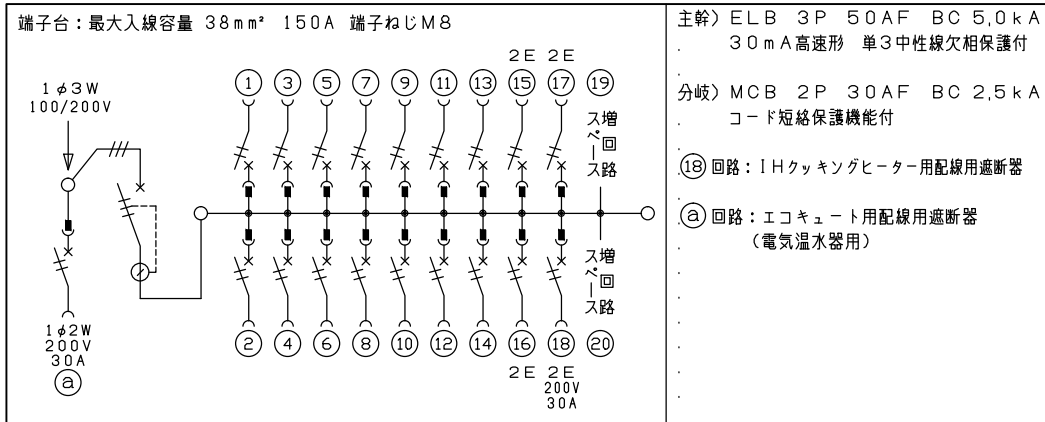 端子台：最大入線容量 38mm² 150A 端子ねじM8
1φ3W
100/200V
2E 2E
① ③ ⑤ ⑦ ⑨ ⑪ ⑬ ⑮ ⑰ ⑲
増回路スペース
増回路スペース
② ④ ⑥ ⑧ ⑩ ⑫ ⑭ ⑯ ⑱ ⑳
2E 2E
200V
30A
1φ2W
200V
30A
ⓐ
主幹）ELB 3P 50AF BC 5,0kA
30mA高速形 単3中性線欠相保護付
分岐）MCB 2P 30AF BC 2,5kA
コード短絡保護機能付
⑱回路：IHクッキングヒーター用配線用遮断器
ⓐ回路：エコキュート用配線用遮断器
（電気温水器用）